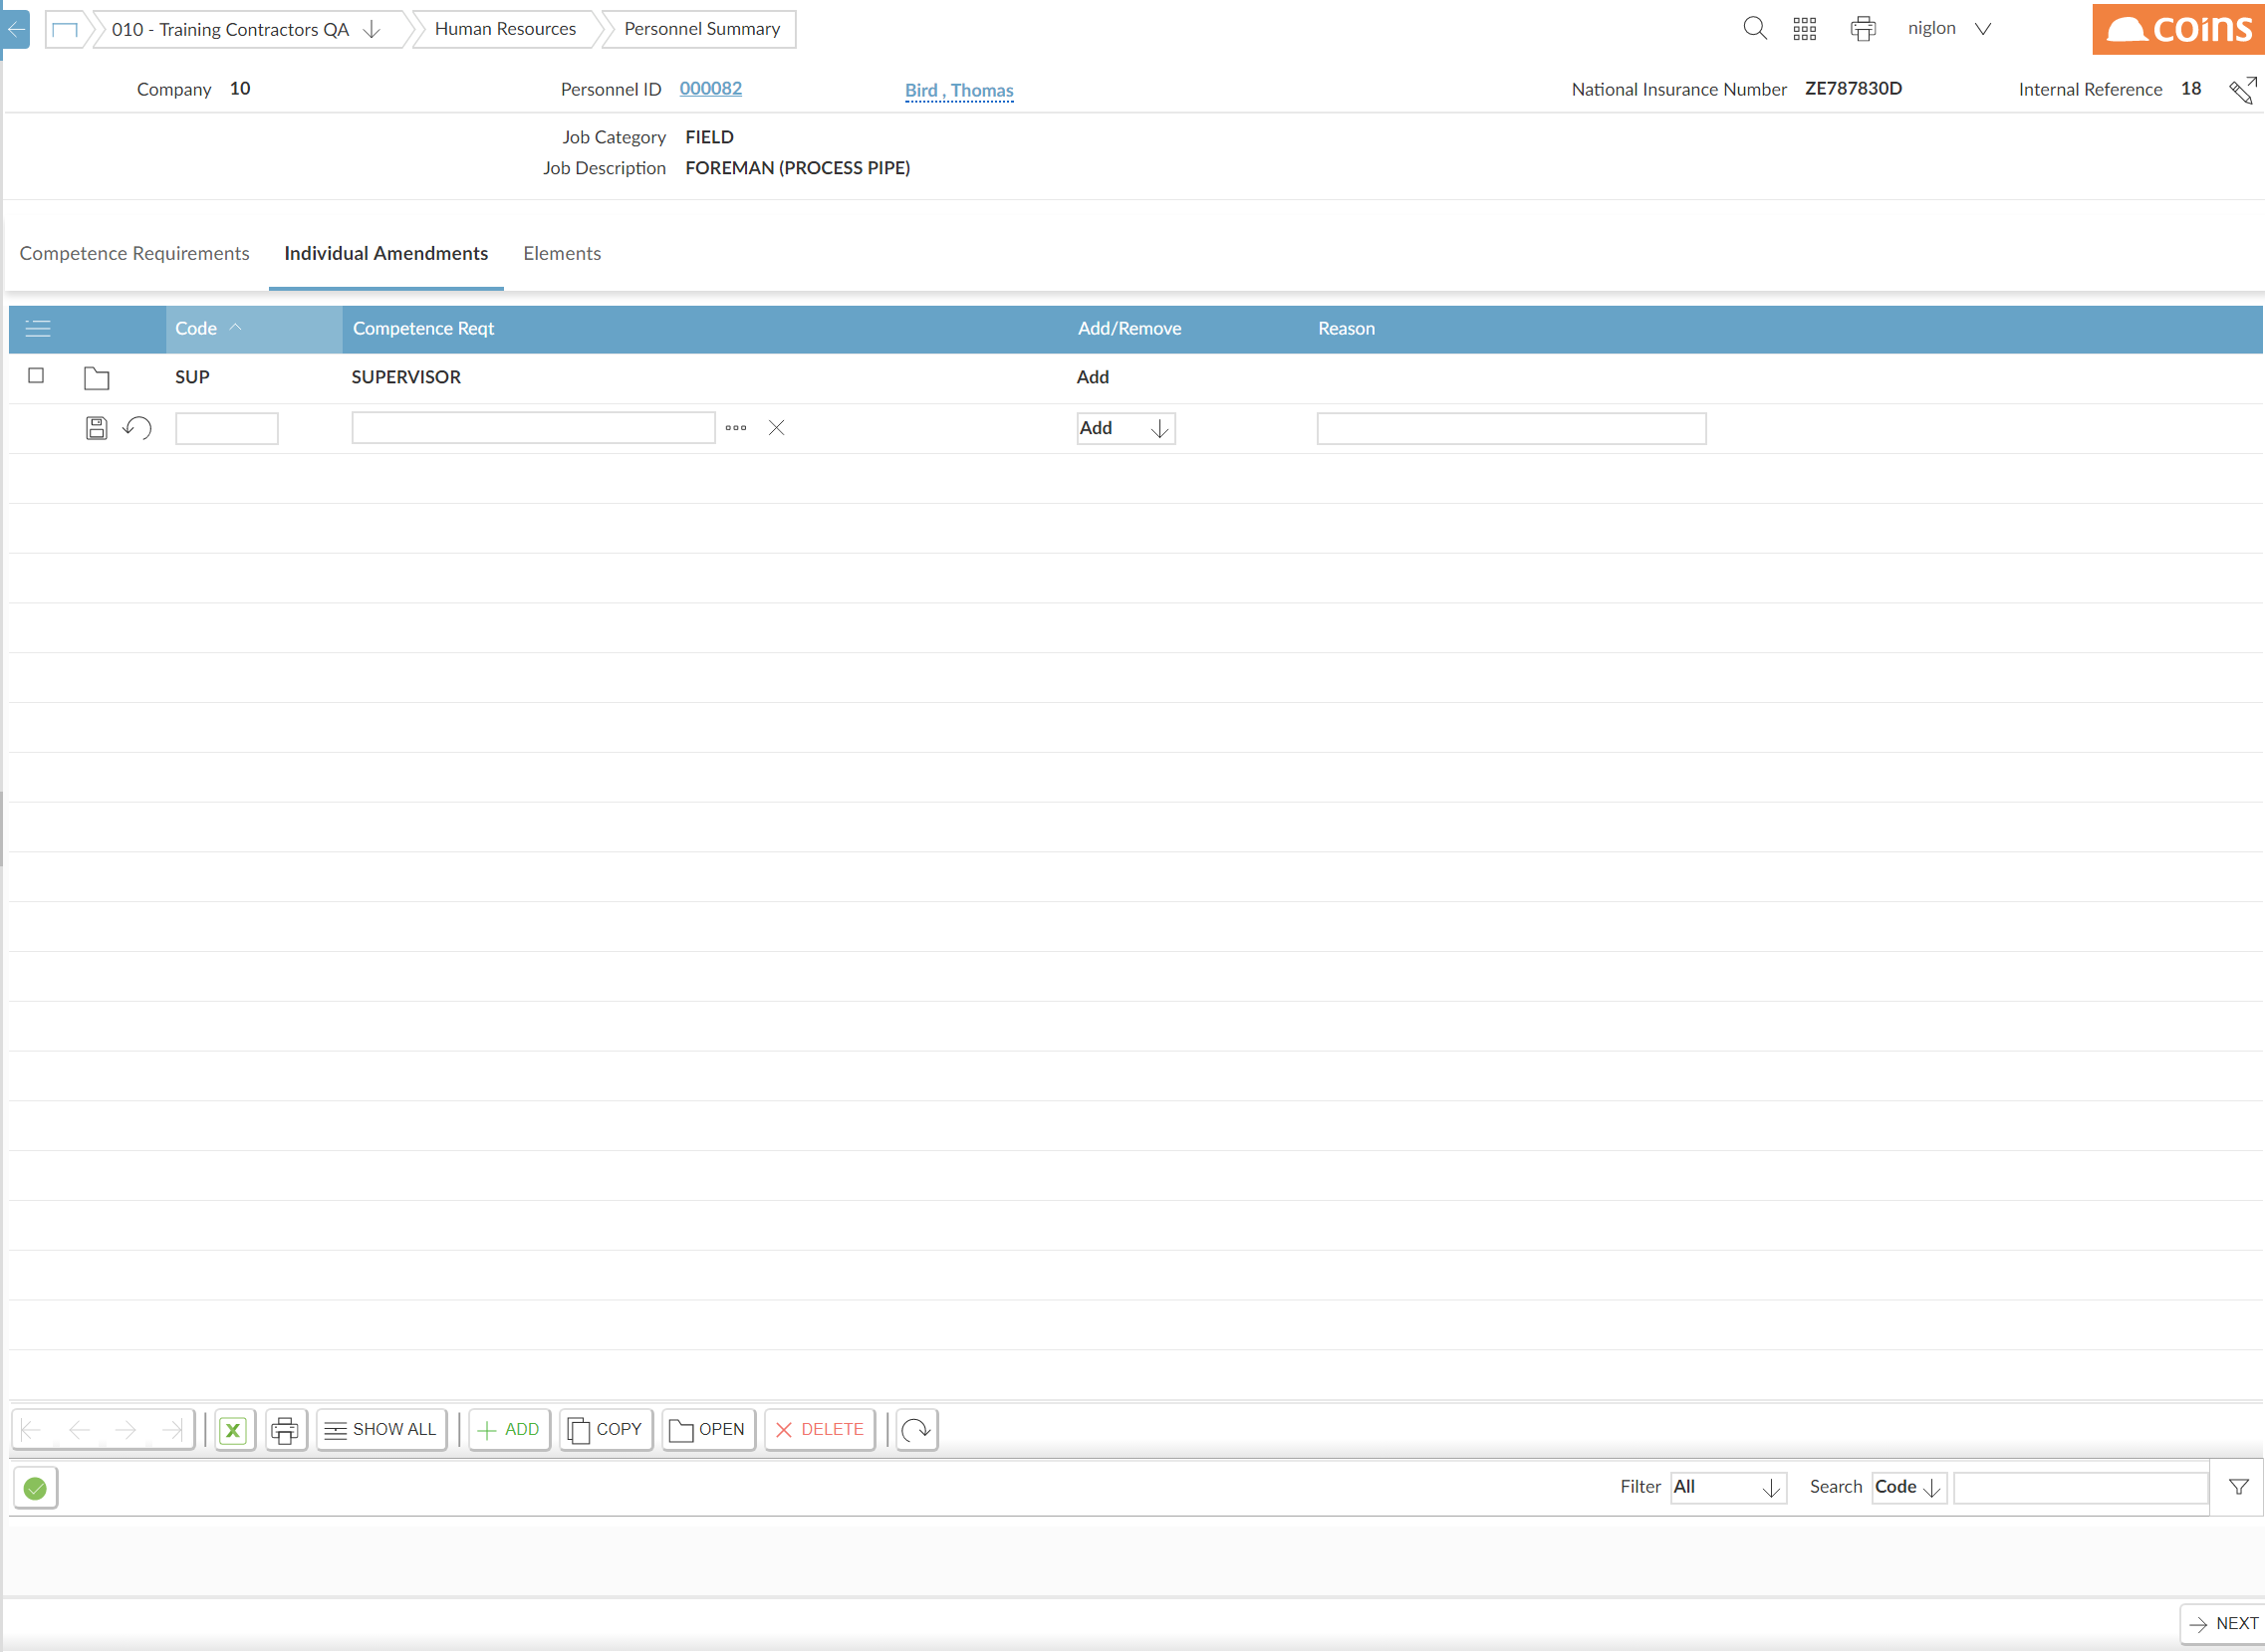 010 - Training Contractors QA
Human Resources
Personnel Summary
niglon
coins
Company 10
Personnel ID 000082
Bird , Thomas
National Insurance Number ZE787830D
Internal Reference 18
Job Category FIELD
Job Description FOREMAN (PROCESS PIPE)
Competence Requirements Individual Amendments Elements
Code Competence Reqt Add/Remove Reason
SUP SUPERVISOR Add
Add
SHOW ALL ADD COPY OPEN DELETE
Filter All Search Code
NEXT